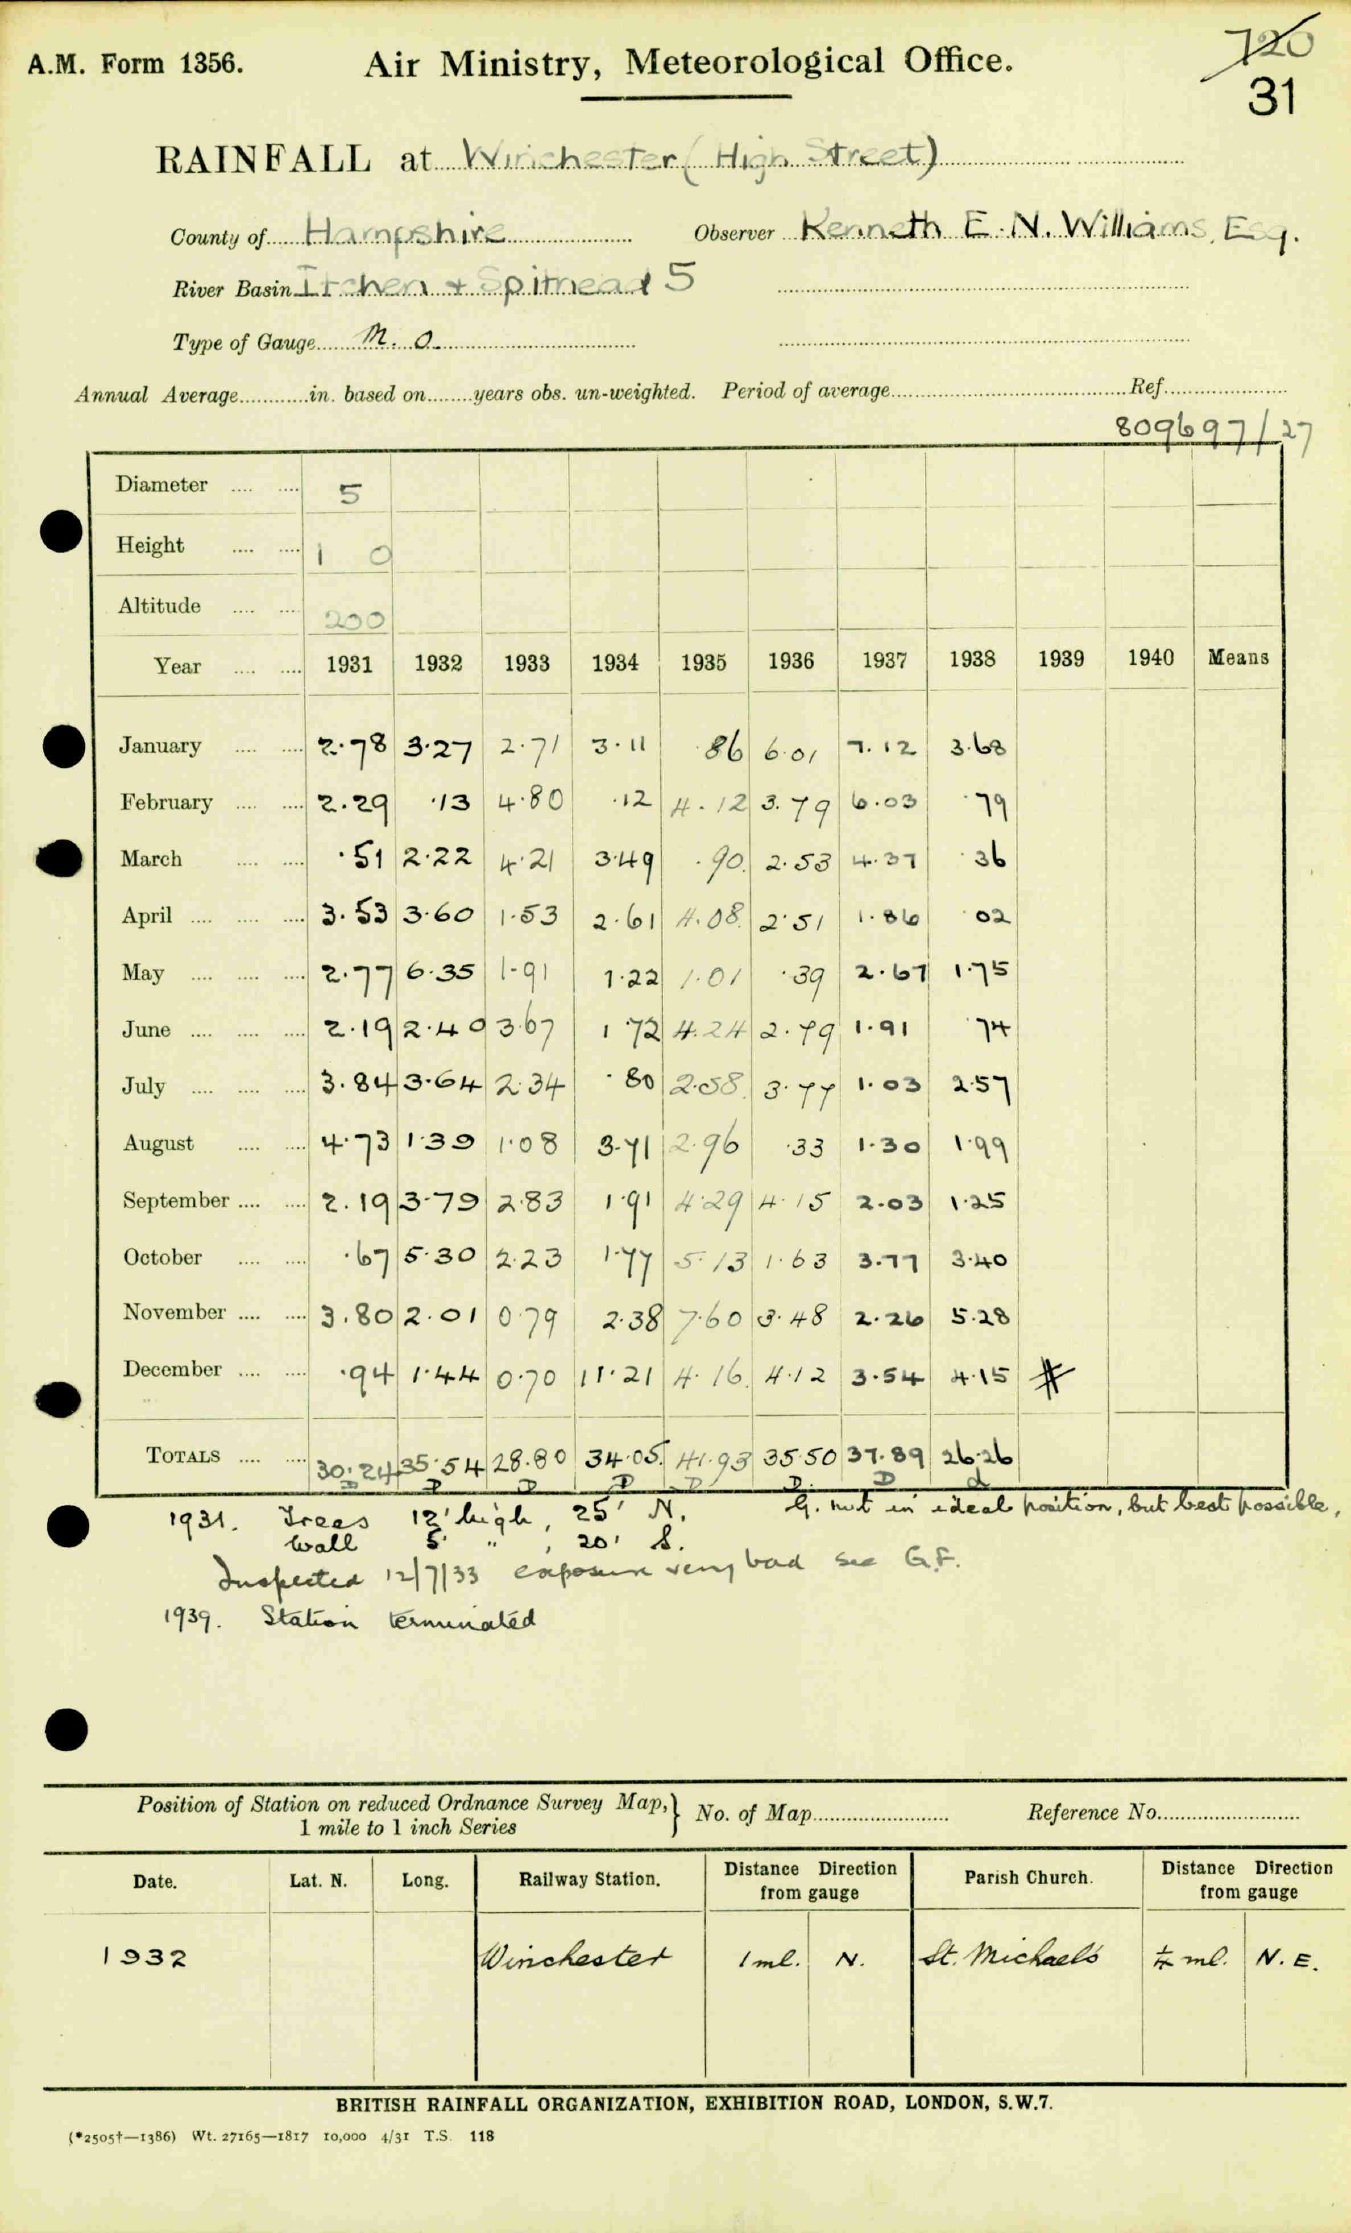 A.M. Form 1356.
Air Ministry, Meteorological Office.
720
31
RAINFALL at Winchester (High Street)
County of Hampshire Observer Kenneth E. N. Williams, Esq.
River Basin Itchen + Spithead 5
Type of Gauge M. O.
Annual Average............in. based on........years obs. un-weighted. Period of average.................... Ref....................
809697/27
Diameter .... .... 5
Height .... .... 1 0
Altitude .... .... 200
Year .... .... 1931 1932 1933 1934 1935 1936 1937 1938 1939 1940 Means
January .... .... 2.78 3.27 2.71 3.11 .86 6.01 7.12 3.68
February .... .... 2.29 .13 4.80 .12 4.12 3.79 6.03 .79
March .... .... .51 2.22 4.21 3.49 .90 2.53 4.37 .36
April .... .... .... 3.53 3.60 1.53 2.61 4.08 2.51 1.86 .02
May .... .... .... 2.77 6.35 1.91 1.22 1.01 .39 2.67 1.75
June .... .... .... 2.19 2.40 3.67 1.72 4.24 2.79 1.91 .74
July .... .... .... 3.84 3.64 2.34 .80 2.58 3.77 1.03 2.57
August .... .... 4.73 1.39 1.08 3.71 2.96 .33 1.30 1.99
September .... .... 2.19 3.79 2.83 1.91 4.29 4.15 2.03 1.25
October .... .... .67 5.30 2.23 1.77 5.13 1.63 3.77 3.40
November .... .... 3.80 2.01 0.79 2.38 7.60 3.48 2.26 5.28
December .... .... .94 1.44 0.70 11.21 4.16 4.12 3.54 4.15 #
TOTALS .... .... 30.24 35.54 28.80 34.05 41.93 35.50 37.89 26.26
D D D D D D D d
1931. Trees 12' high, 25' N. G. not in ideal position, but best possible.
Wall 5' " , 20' S.
Inspected 12/7/33 exposure very bad see G.F.
1939. Station terminated
Position of Station on reduced Ordnance Survey Map, } No. of Map........................ Reference No.........................
1 mile to 1 inch Series
Date. Lat. N. Long. Railway Station. Distance Direction from gauge Parish Church. Distance Direction from gauge
1932 Winchester 1 ml. N. St. Michael's ¼ ml. N. E.
BRITISH RAINFALL ORGANIZATION, EXHIBITION ROAD, LONDON, S.W.7.
(*2505†—1386) Wt. 27165—1817 10,000 4/31 T.S. 118